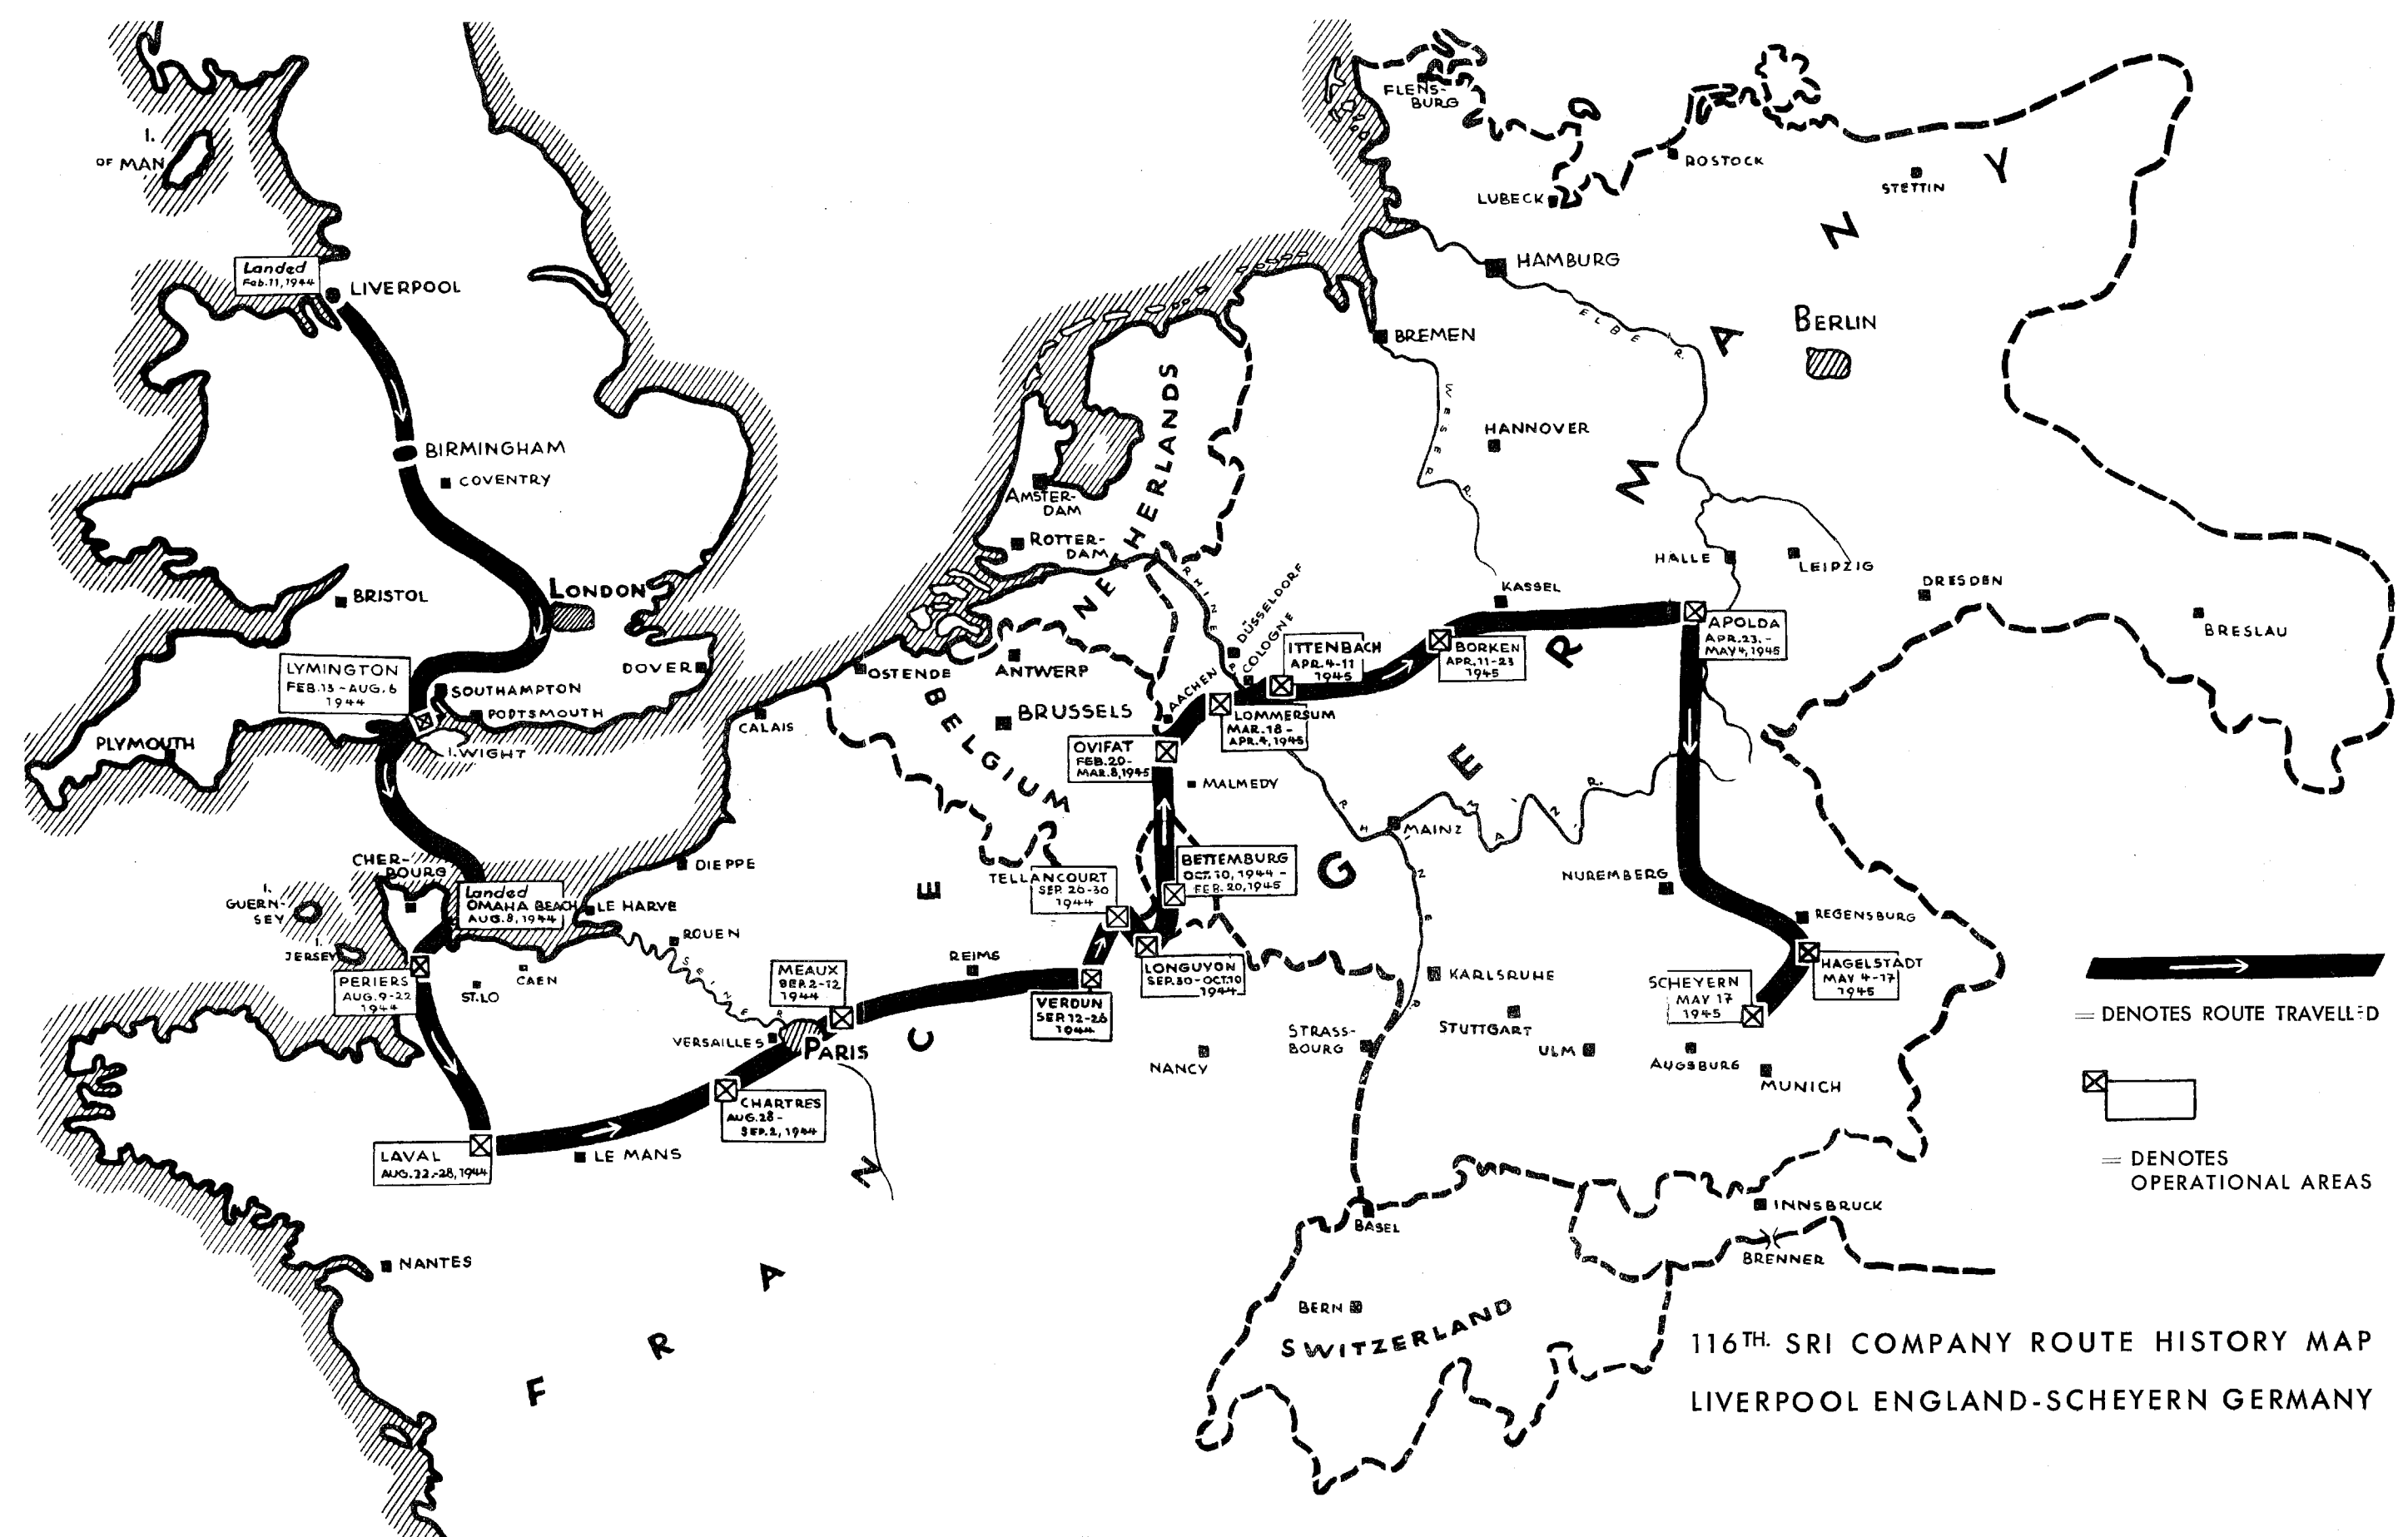 I.
OF MAN
Landed
Feb. 11, 1944
LIVERPOOL
BIRMINGHAM
COVENTRY
LONDON
BRISTOL
LYMINGTON
FEB. 13 - AUG. 6
1944
SOUTHAMPTON
PORTSMOUTH
I. WIGHT
DOVER
PLYMOUTH
CHER-
BOURG
I.
GUERN-
SEY
I.
JERSEY
Landed
OMAHA BEACH
AUG. 8, 1944
LE HARVE
DIEPPE
CALAIS
ROUEN
SEINE R.
PERIERS
AUG. 9-22
1944
ST. LO
CAEN
LAVAL
AUG. 22-28, 1944
LE MANS
NANTES
CHARTRES
AUG. 28-
SEP. 2, 1944
VERSAILLES
PARIS
MEAUX
SEP. 2-12
1944
REIMS
VERDUN
SEP. 12-26
1944
TELLANCOURT
SEP. 26-30
1944
LONGUYON
SEP. 30-OCT. 10
1944
BETTEMBURG
OCT. 10, 1944 -
FEB. 20, 1945
NANCY
FRANCE
OSTENDE
ANTWERP
BRUSSELS
BELGIUM
MALMEDY
OVIFAT
FEB. 20-
MAR. 8, 1945
AMSTER-
DAM
ROTTER-
DAM
NETHERLANDS
RHINE R.
DÜSSELDORF
COLOGNE
AACHEN
LOMMERSUM
MAR. 18 -
APR. 4, 1945
ITTENBACH
APR. 4-11
1945
BORKEN
APR. 11-23
1945
KASSEL
APOLDA
APR. 23. -
MAY 4, 1945
FLENS-
BURG
LUBECK
ROSTOCK
STETTIN
HAMBURG
ELBE R.
BREMEN
WESER R.
HANNOVER
BERLIN
HALLE
LEIPZIG
DRESDEN
BRESLAU
GERMANY
RHINE R.
MAINZ
MAIN R.
NUREMBERG
REGENSBURG
HAGELSTADT
MAY 4-17
1945
SCHEYERN
MAY 17
1945
KARLSRUHE
STUTTGART
STRASS-
BOURG
ULM
AUGSBURG
MUNICH
INNSBRUCK
BRENNER
BASEL
BERN
SWITZERLAND
= DENOTES ROUTE TRAVELLED
= DENOTES
OPERATIONAL AREAS
116TH. SRI COMPANY ROUTE HISTORY MAP
LIVERPOOL ENGLAND-SCHEYERN GERMANY